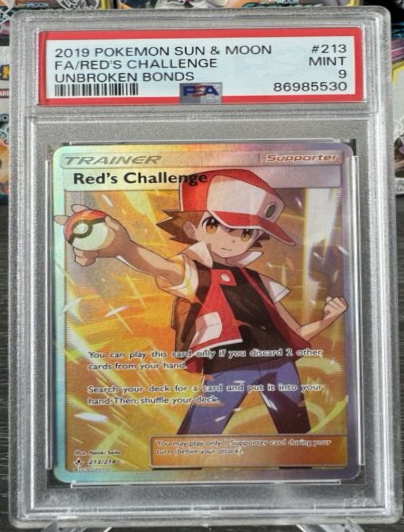 2019 POKEMON SUN & MOON #213
FA/RED'S CHALLENGE MINT
UNBROKEN BONDS 9
PSA 86985530
TRAINER Supporter
Red's Challenge
You can play this card only if you discard 2 other
cards from your hand.
Search your deck for a card and put it into your
hand. Then, shuffle your deck.
You may play only 1 Supporter card during your
turn (before your attack).
213/214